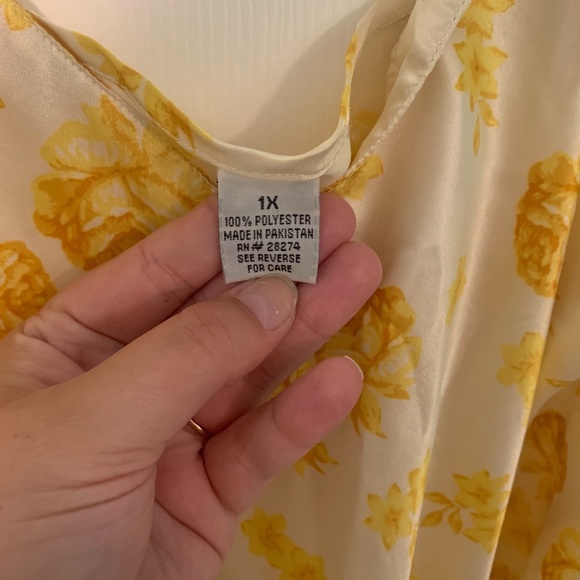 1X
100% POLYESTER
MADE IN PAKISTAN
RN# 28274
SEE REVERSE
FOR CARE